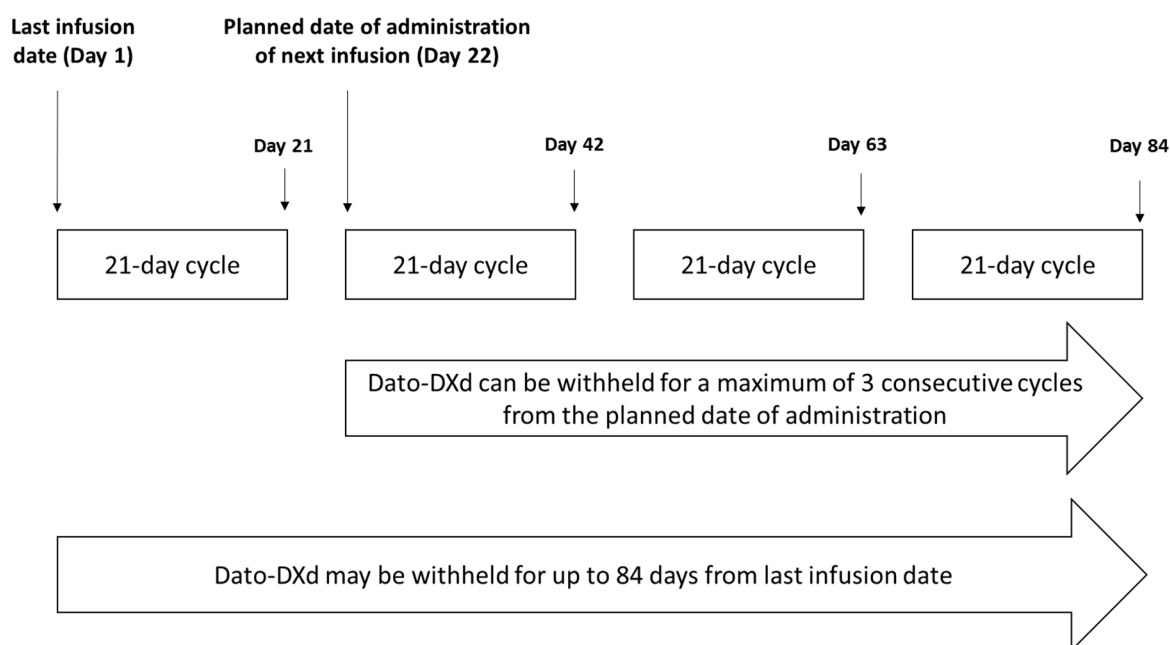 Last infusion
date (Day 1)
Planned date of administration
of next infusion (Day 22)
Day 21
Day 42
Day 63
Day 84
21-day cycle
21-day cycle
21-day cycle
21-day cycle
Dato-DXd can be withheld for a maximum of 3 consecutive cycles
from the planned date of administration
Dato-DXd may be withheld for up to 84 days from last infusion date